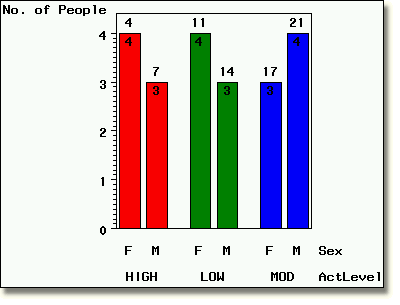 No. of People
4 11 21
4 4 4 17 4
7 14
3 3 3 3
2
1
0
F M F M F M Sex
HIGH LOW MOD ActLevel